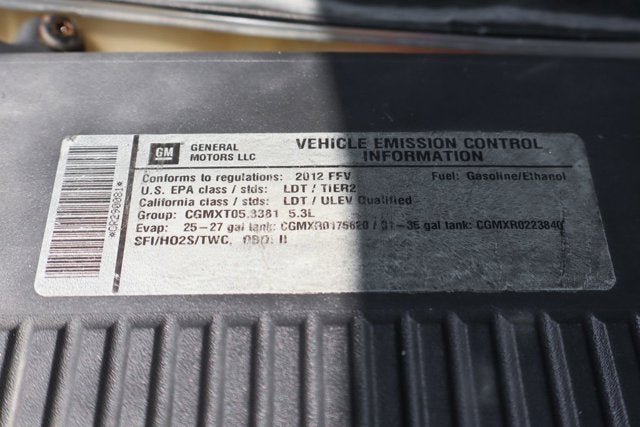 GM
GENERAL
MOTORS LLC
VEHICLE EMISSION CONTROL
INFORMATION
Conforms to regulations: 2012 FFV Fuel: Gasoline/Ethanol
U.S. EPA class / stds: LDT / TIER2
California class / stds: LDT / ULEV Qualified
Group: CGMXT05.3381 5.3L
Evap: 25-27 gal tank: CGMXR0175620 / 31-35 gal tank: CGMXR0223840
SFI/HO2S/TWC, OBD: II